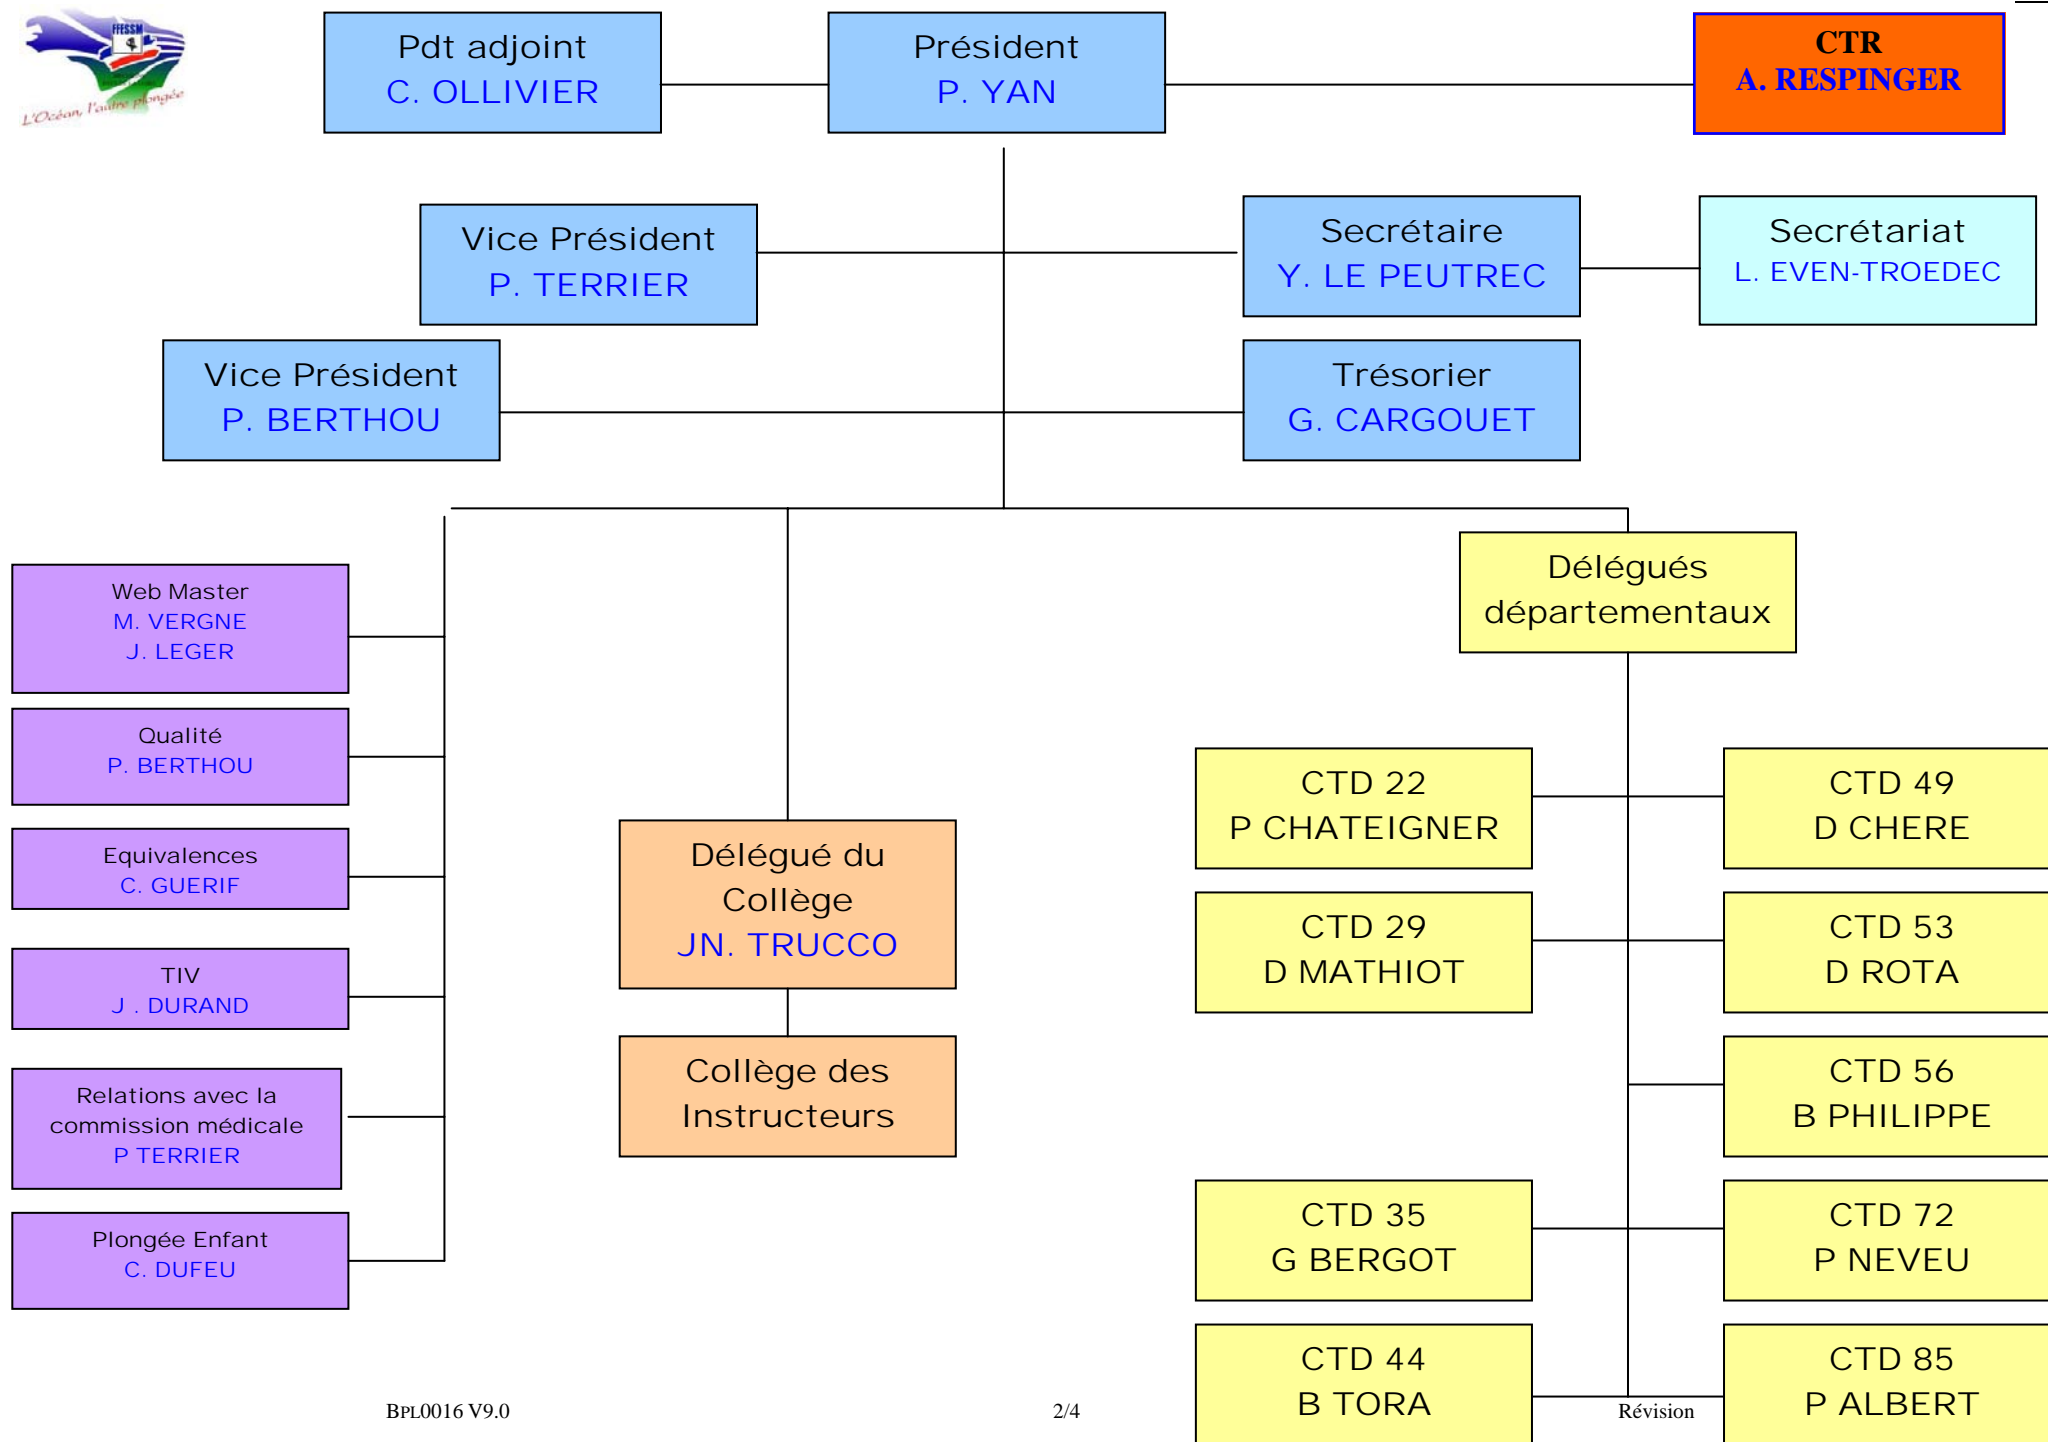 FFESSM
L'Océan, l'autre plongée
Pdt adjoint
C. OLLIVIER
Président
P. YAN
CTR
A. RESPINGER
Vice Président
P. TERRIER
Secrétaire
Y. LE PEUTREC
Secrétariat
L. EVEN-TROEDEC
Vice Président
P. BERTHOU
Trésorier
G. CARGOUET
Web Master
M. VERGNE
J. LEGER
Qualité
P. BERTHOU
Equivalences
C. GUERIF
TIV
J . DURAND
Relations avec la
commission médicale
P TERRIER
Plongée Enfant
C. DUFEU
Délégué du
Collège
JN. TRUCCO
Collège des
Instructeurs
Délégués
départementaux
CTD 22
P CHATEIGNER
CTD 49
D CHERE
CTD 29
D MATHIOT
CTD 53
D ROTA
CTD 56
B PHILIPPE
CTD 35
G BERGOT
CTD 72
P NEVEU
CTD 44
B TORA
CTD 85
P ALBERT
BPL0016 V9.0
2/4
Révision